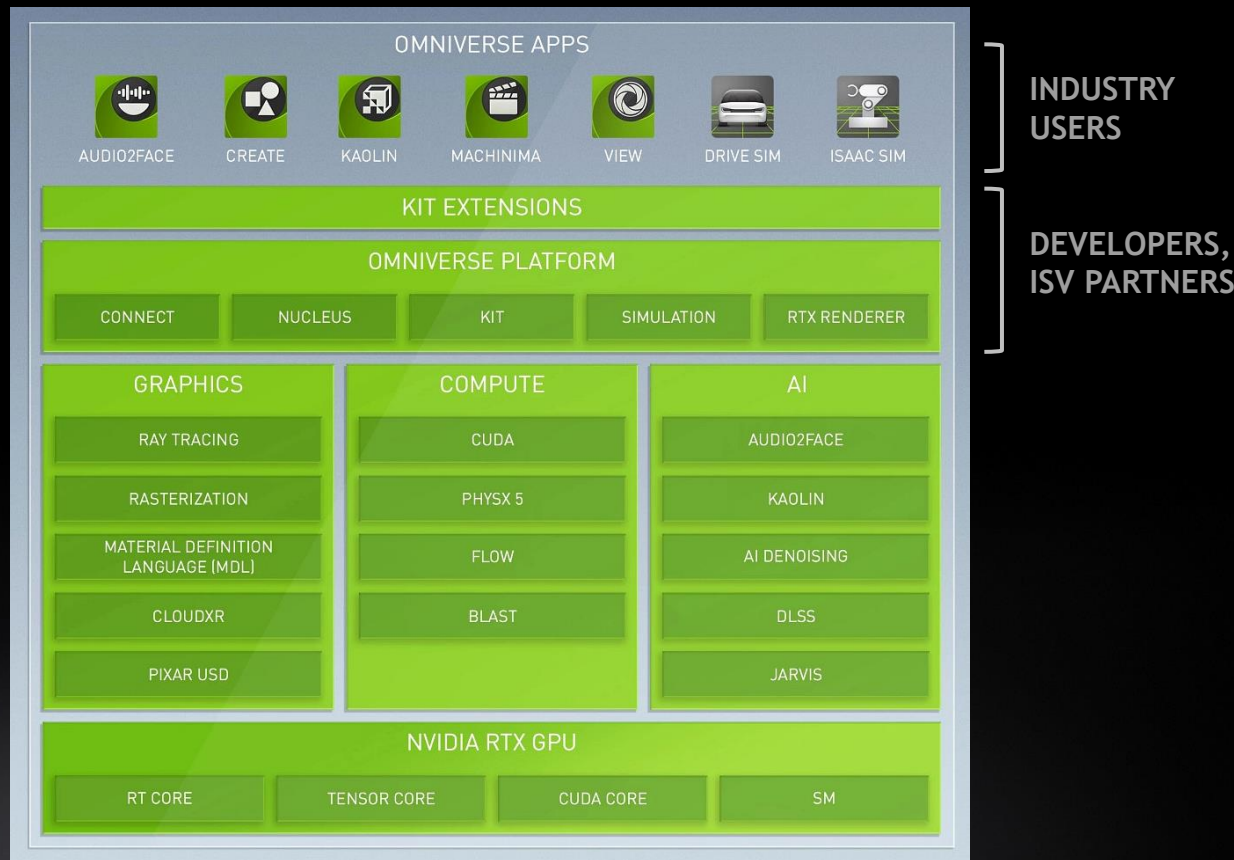 OMNIVERSE APPS
AUDIO2FACE
CREATE
KAOLIN
MACHINIMA
VIEW
DRIVE SIM
ISAAC SIM
INDUSTRY
USERS
KIT EXTENSIONS
OMNIVERSE PLATFORM
CONNECT
NUCLEUS
KIT
SIMULATION
RTX RENDERER
DEVELOPERS,
ISV PARTNERS
GRAPHICS
RAY TRACING
RASTERIZATION
MATERIAL DEFINITION
LANGUAGE (MDL)
CLOUDXR
PIXAR USD
COMPUTE
CUDA
PHYSX 5
FLOW
BLAST
AI
AUDIO2FACE
KAOLIN
AI DENOISING
DLSS
JARVIS
NVIDIA RTX GPU
RT CORE
TENSOR CORE
CUDA CORE
SM